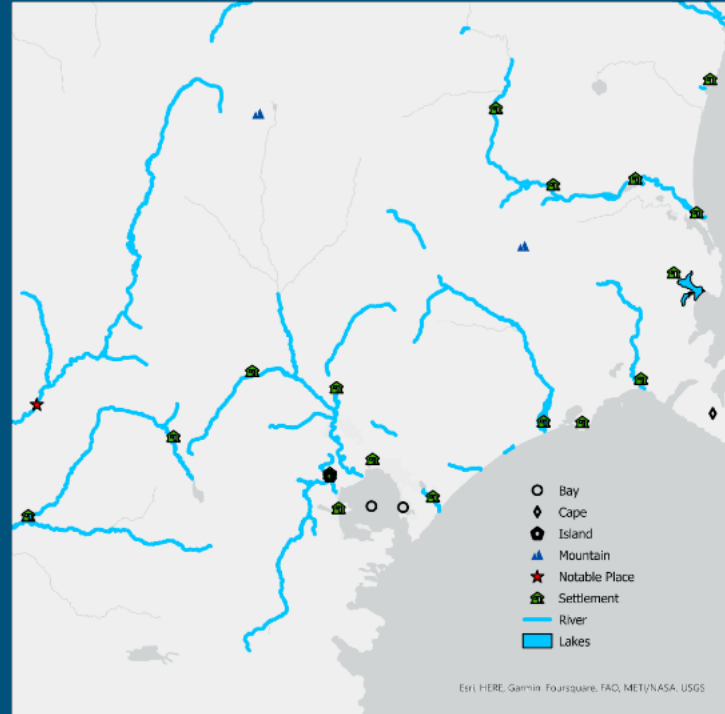 Bay
Cape
Island
Mountain
Notable Place
Settlement
River
Lakes
Esri, HERE, Garmin, Foursquare, FAO, METI/NASA, USGS